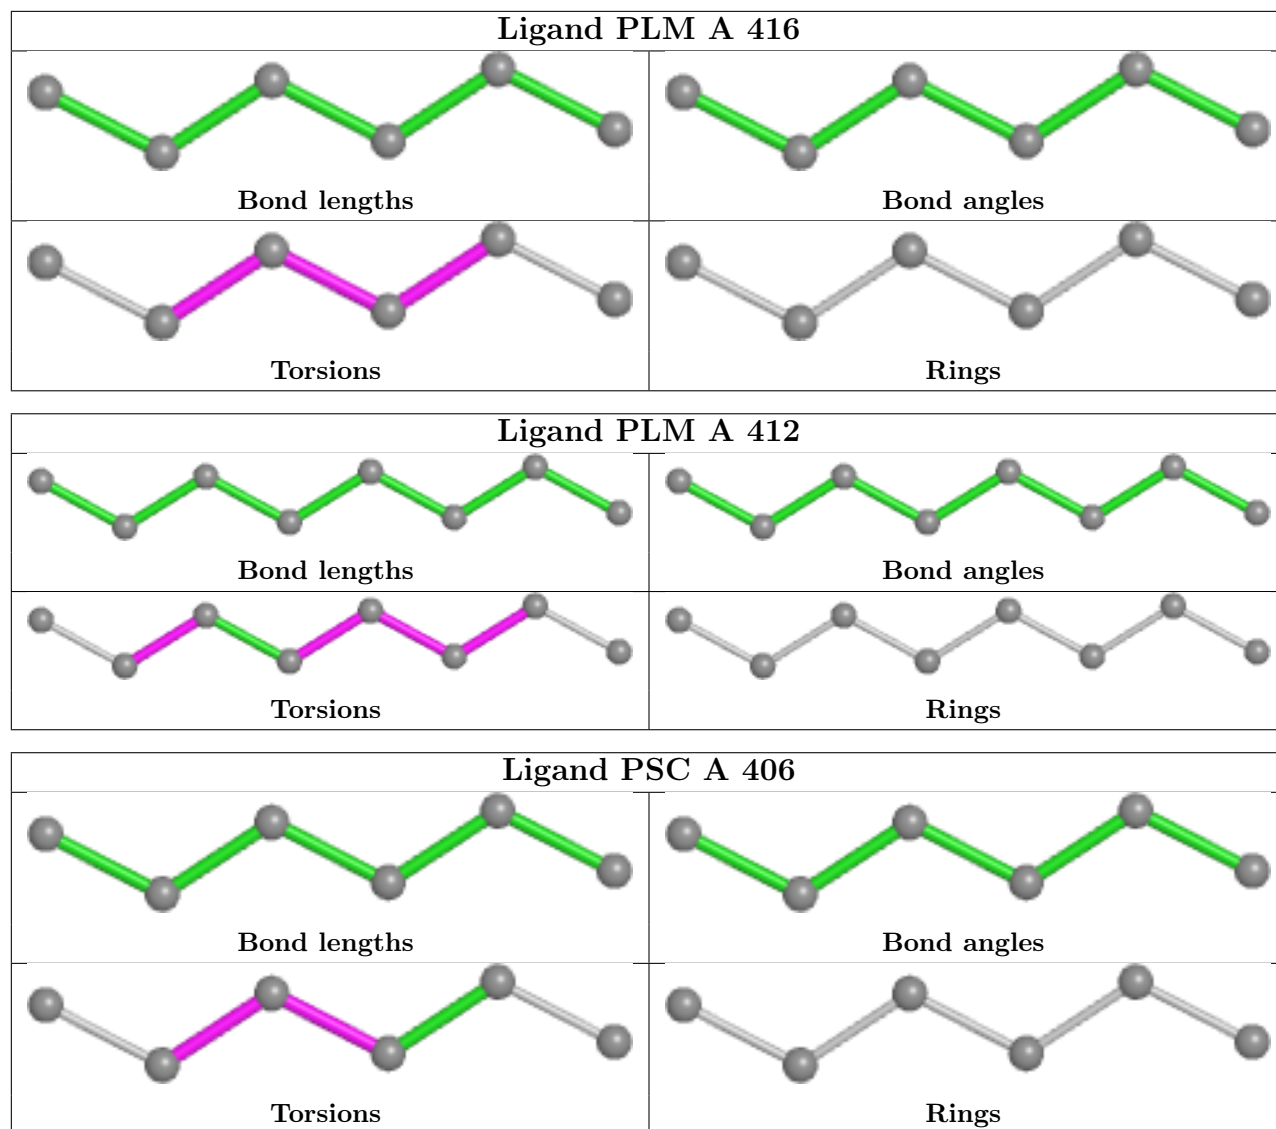 Ligand PLM A 416
Bond lengths
Bond angles
Torsions
Rings
Ligand PLM A 412
Bond lengths
Bond angles
Torsions
Rings
Ligand PSC A 406
Bond lengths
Bond angles
Torsions
Rings